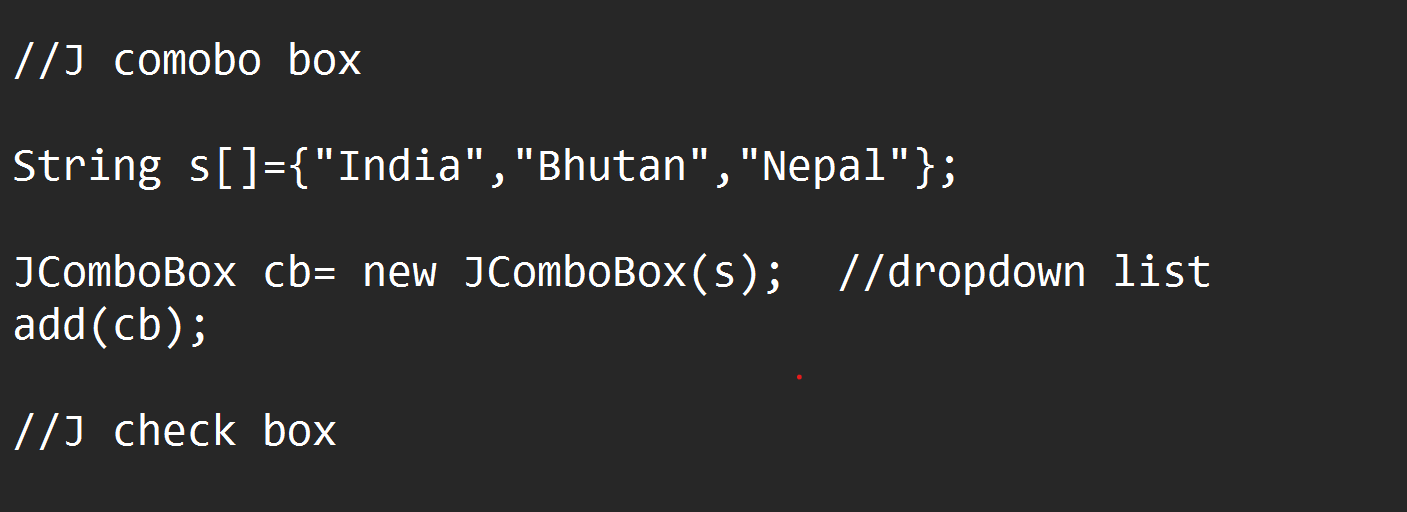 //J comobo box
String s[]={"India","Bhutan","Nepal"};
JComboBox cb= new JComboBox(s);  //dropdown list
add(cb);
//J check box